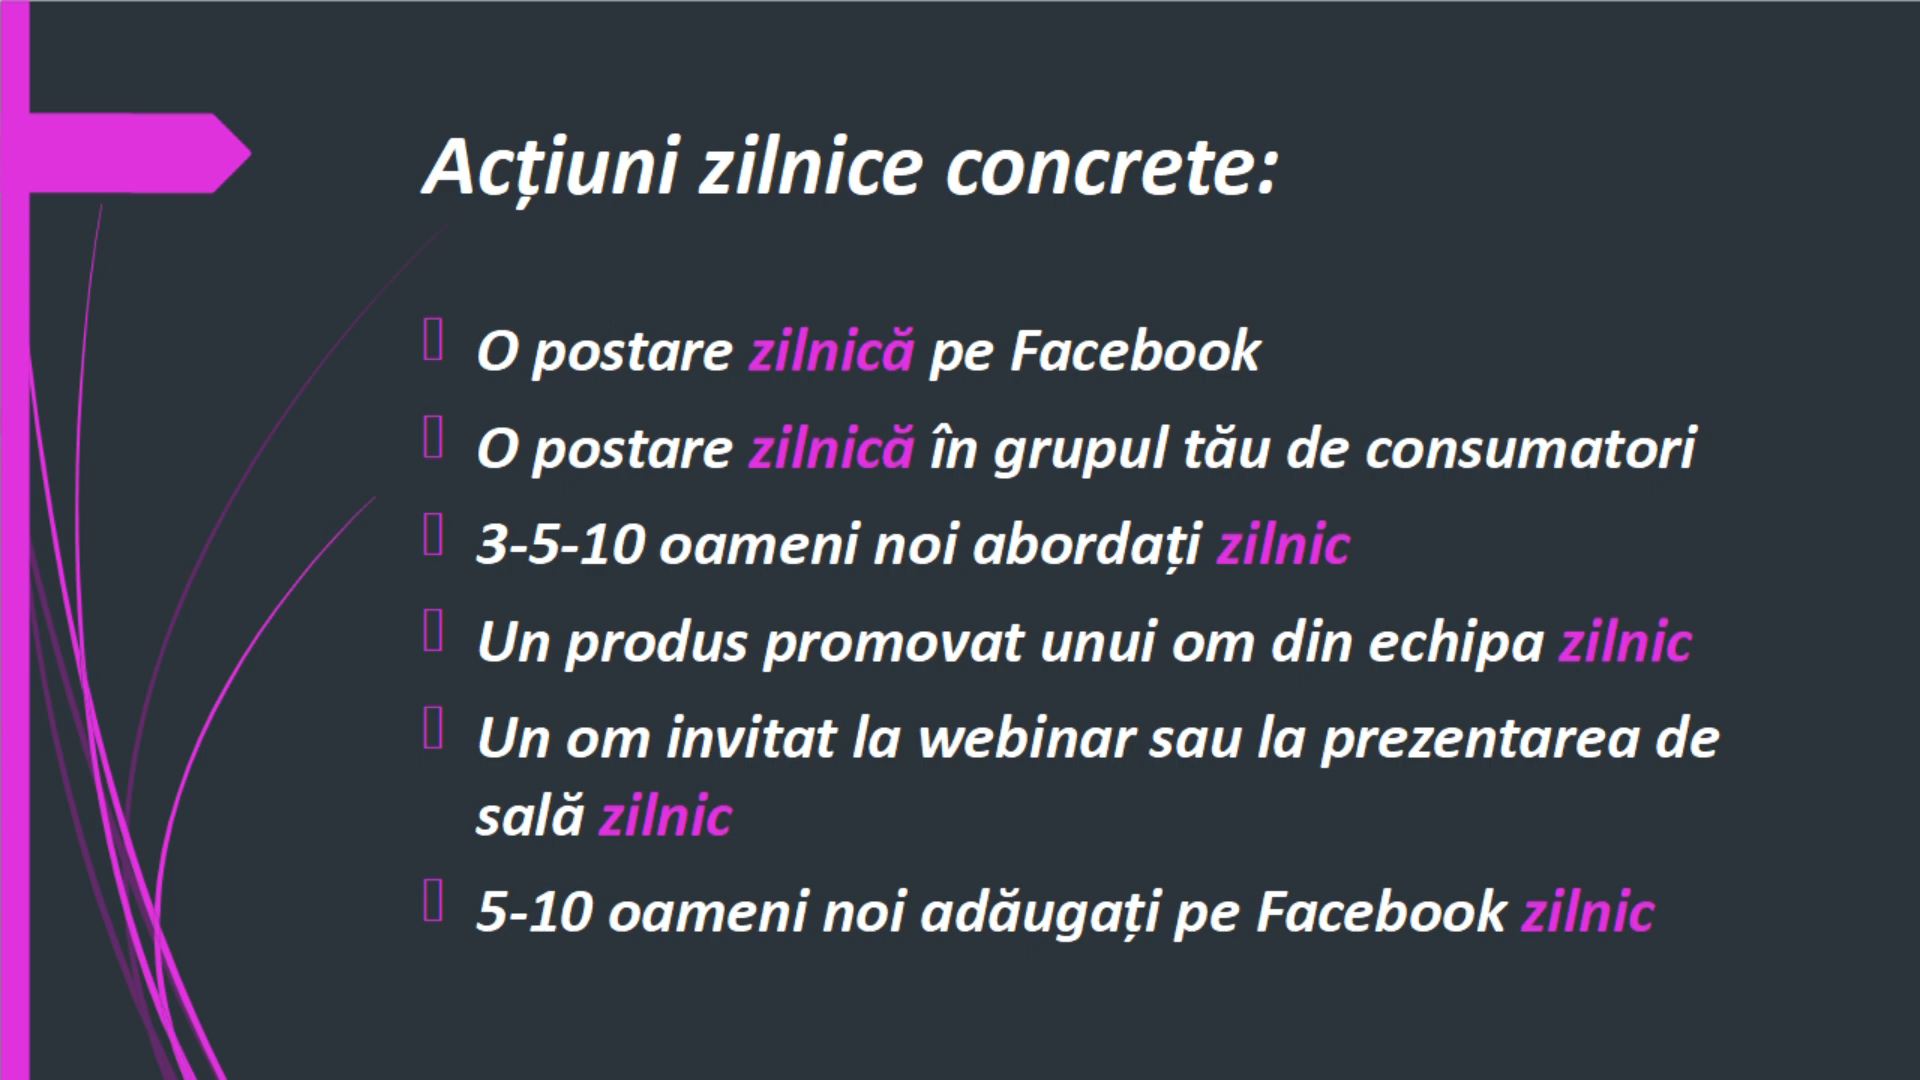 Acțiuni zilnice concrete:
O postare zilnică pe Facebook
O postare zilnică în grupul tău de consumatori
3-5-10 oameni noi abordați zilnic
Un produs promovat unui om din echipa zilnic
Un om invitat la webinar sau la prezentarea de
sală zilnic
5-10 oameni noi adăugați pe Facebook zilnic